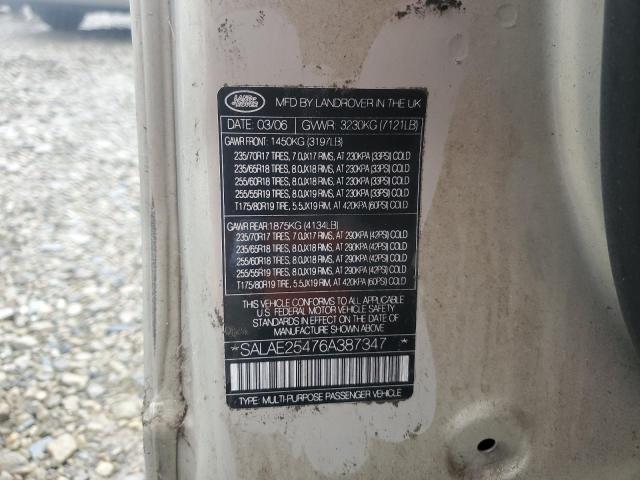 LAND ROVER MFD BY LANDROVER IN THE UK
DATE: 03/06 GVWR: 3230KG (7121LB)
GAWR FRONT: 1450KG (3197LB)
235/70R17 TIRES, 7.0JX17 RIMS, AT 230KPA (33PSI) COLD
235/65R18 TIRES, 8.0JX18 RIMS, AT 230KPA (33PSI) COLD
255/60R18 TIRES, 8.0JX18 RIMS, AT 230KPA (33PSI) COLD
255/55R19 TIRES, 8.0JX19 RIMS, AT 230KPA (33PSI) COLD
T175/80R19 TIRE, 5.5JX19 RIM, AT 420KPA (60PSI) COLD
GAWR REAR: 1875KG (4134LB)
235/70R17 TIRES, 7.0JX17 RIMS, AT 290KPA (42PSI) COLD
235/65R18 TIRES, 8.0JX18 RIMS, AT 290KPA (42PSI) COLD
255/60R18 TIRES, 8.0JX18 RIMS, AT 290KPA (42PSI) COLD
255/55R19 TIRES, 8.0JX19 RIMS, AT 290KPA (42PSI) COLD
T175/80R19 TIRE, 5.5JX19 RIM, AT 420KPA (60PSI) COLD
THIS VEHICLE CONFORMS TO ALL APPLICABLE
U.S. FEDERAL MOTOR VEHICLE SAFETY
STANDARDS IN EFFECT ON THE DATE OF
MANUFACTURE SHOWN ABOVE.
*SALAE25476A387347*
TYPE: MULTI-PURPOSE PASSENGER VEHICLE